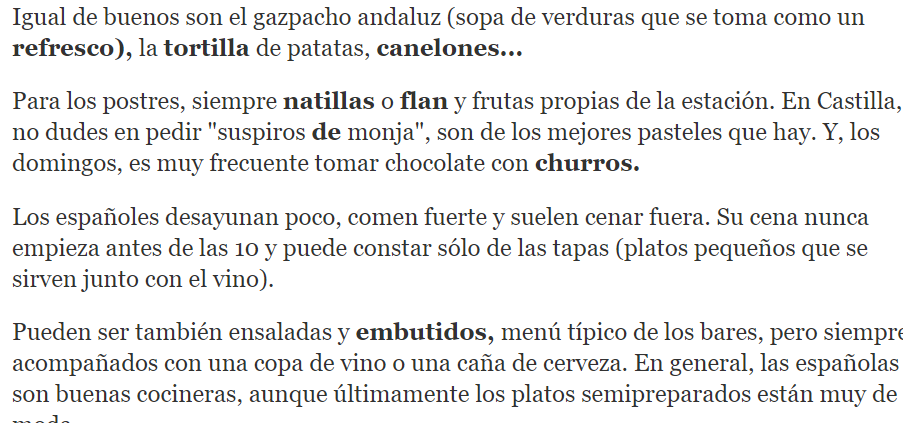 Igual de buenos son el gazpacho andaluz (sopa de verduras que se toma como un
refresco), la tortilla de patatas, canelones...
Para los postres, siempre natillas o flan y frutas propias de la estación. En Castilla,
no dudes en pedir "suspiros de monja", son de los mejores pasteles que hay. Y, los
domingos, es muy frecuente tomar chocolate con churros.
Los españoles desayunan poco, comen fuerte y suelen cenar fuera. Su cena nunca
empieza antes de las 10 y puede constar sólo de las tapas (platos pequeños que se
sirven junto con el vino).
Pueden ser también ensaladas y embutidos, menú típico de los bares, pero siempre
acompañados con una copa de vino o una caña de cerveza. En general, las españolas
son buenas cocineras, aunque últimamente los platos semipreparados están muy de